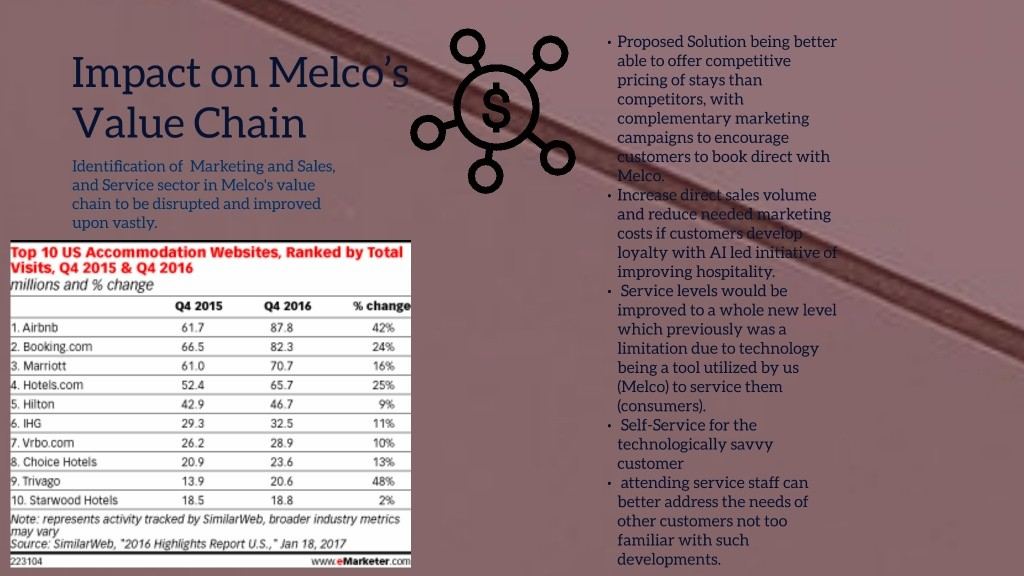 Impact on Melco's
Value Chain
Identification of Marketing and Sales,
and Service sector in Melco's value
chain to be disrupted and improved
upon vastly.
Top 10 US Accommodation Websites, Ranked by Total
Visits, Q4 2015 & Q4 2016
millions and % change
Q4 2015 Q4 2016 % change
1. Airbnb 61.7 87.8 42%
2. Booking.com 66.5 82.3 24%
3. Marriott 61.0 70.7 16%
4. Hotels.com 52.4 65.7 25%
5. Hilton 42.9 46.7 9%
6. IHG 29.3 32.5 11%
7. Vrbo.com 26.2 28.9 10%
8. Choice Hotels 20.9 23.6 13%
9. Trivago 13.9 20.6 48%
10. Starwood Hotels 18.5 18.8 2%
Note: represents activity tracked by SimilarWeb, broader industry metrics
may vary
Source: SimilarWeb, "2016 Highlights Report U.S.," Jan 18, 2017
223104 www.eMarketer.com
$
• Proposed Solution being better
able to offer competitive
pricing of stays than
competitors, with
complementary marketing
campaigns to encourage
customers to book direct with
Melco.
• Increase direct sales volume
and reduce needed marketing
costs if customers develop
loyalty with AI led initiative of
improving hospitality.
• Service levels would be
improved to a whole new level
which previously was a
limitation due to technology
being a tool utilized by us
(Melco) to service them
(consumers).
• Self-Service for the
technologically savvy
customer
• attending service staff can
better address the needs of
other customers not too
familiar with such
developments.